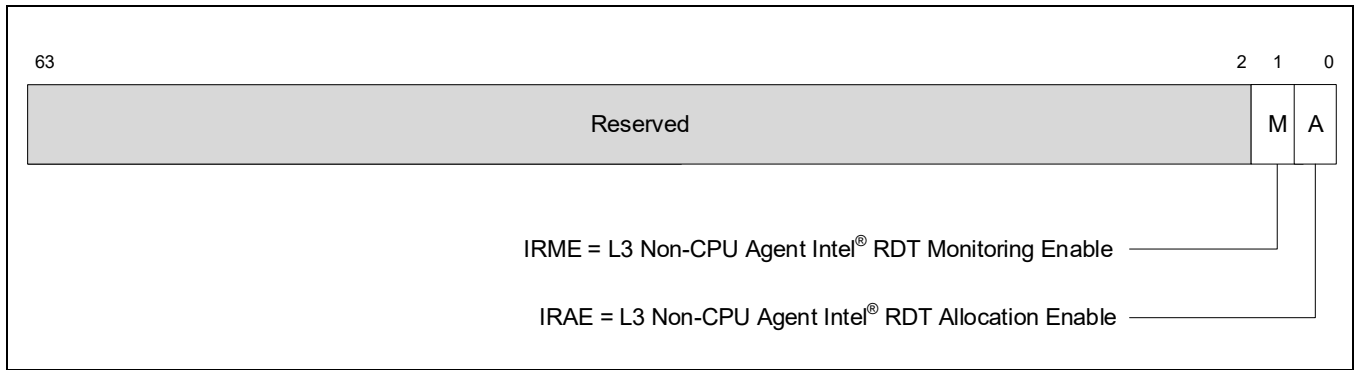 63 2 1 0
Reserved M A
IRME = L3 Non-CPU Agent Intel® RDT Monitoring Enable
IRAE = L3 Non-CPU Agent Intel® RDT Allocation Enable